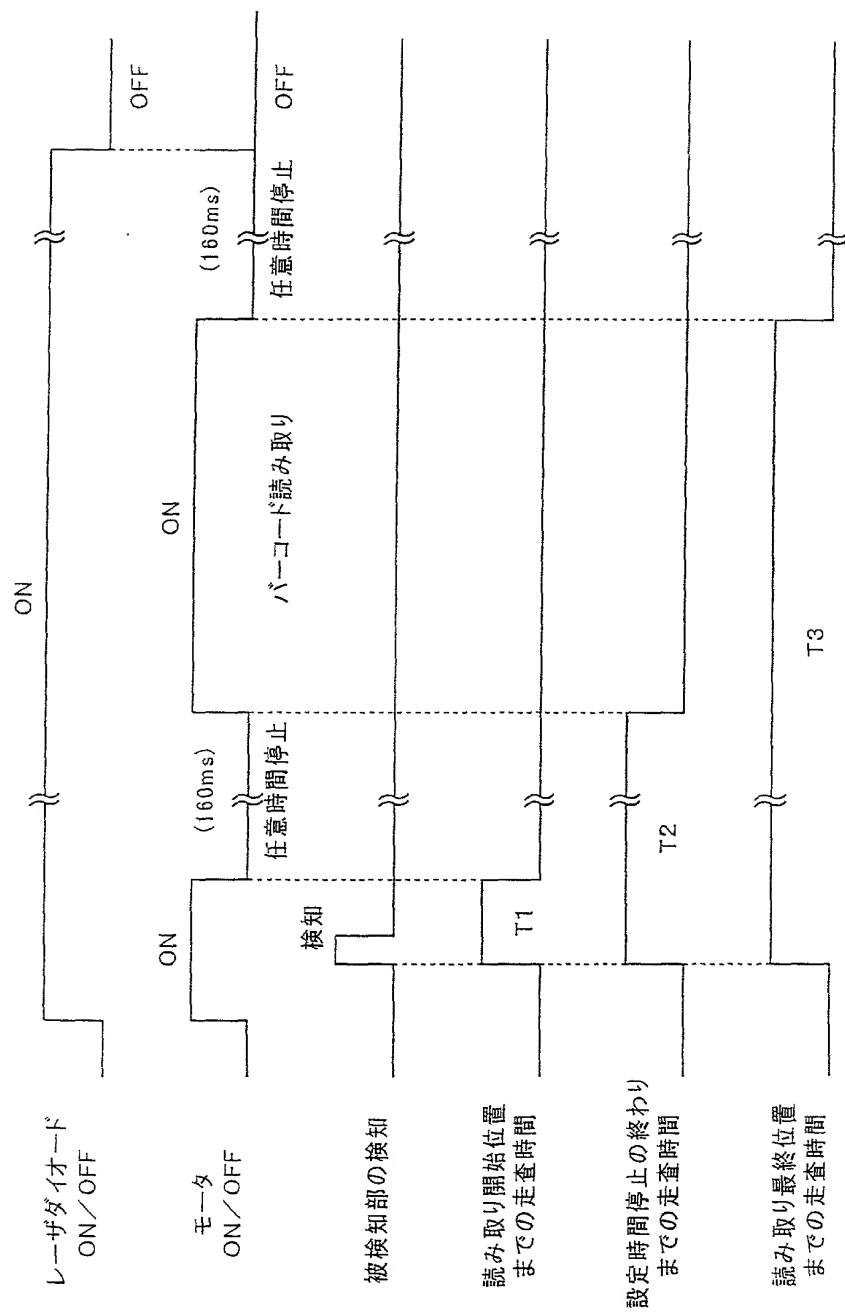 レーザダイオード
ON/OFF
ON
OFF
モータ
ON/OFF
ON
(160ms)
任意時間停止
ON
バーコード読み取り
(160ms)
任意時間停止
OFF
被検知部の検知
検知
読み取り開始位置
までの走査時間
T1
設定時間停止の終わり
までの走査時間
T2
読み取り最終位置
までの走査時間
T3